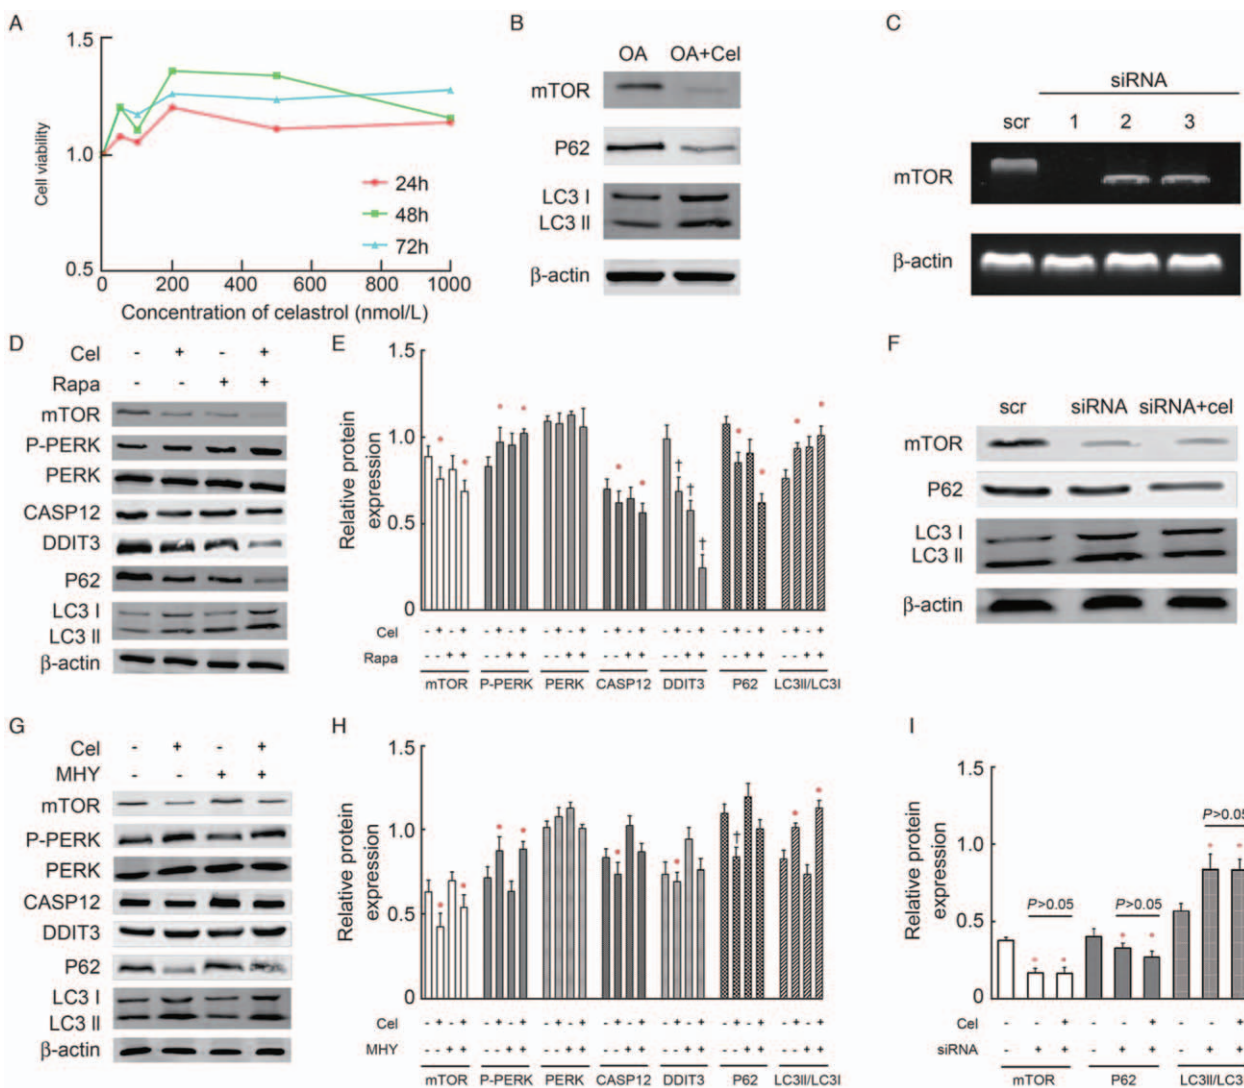 A
1.5
1.0
0.5
Cell viability
24h
48h
72h
0 200 400 600 800 1000
Concentration of celastrol (nmol/L)
B
OA OA+Cel
mTOR
P62
LC3 I
LC3 II
β-actin
C
siRNA
scr 1 2 3
mTOR
β-actin
D
Cel - + - +
Rapa - - + +
mTOR
P-PERK
PERK
CASP12
DDIT3
P62
LC3 I
LC3 II
β-actin
E
1.5
1.0
0.5
0
Relative protein
expression
* * * * * * † † † * * * *
Cel - + - + - + - + - + - + - + - + - + - + - + - + - + - +
Rapa - - + + - - + + - - + + - - + + - - + + - - + + - - + +
mTOR P-PERK PERK CASP12 DDIT3 P62 LC3II/LC3I
F
scr siRNA siRNA+cel
mTOR
P62
LC3 I
LC3 II
β-actin
G
Cel - + - +
MHY - - + +
mTOR
P-PERK
PERK
CASP12
DDIT3
P62
LC3 I
LC3 II
β-actin
H
1.5
1.0
0.5
0
Relative protein
expression
* * * * * * † * *
Cel - + - + - + - + - + - + - + - + - + - + - + - + - + - +
MHY - - + + - - + + - - + + - - + + - - + + - - + + - - + +
mTOR P-PERK PERK CASP12 DDIT3 P62 LC3II/LC3I
I
1.5
1.0
0.5
0
Relative protein
expression
P>0.05
* *
P>0.05
* *
P>0.05
* *
Cel - - + - - + - - +
siRNA - + + - + + - + +
mTOR P62 LC3II/LC3I